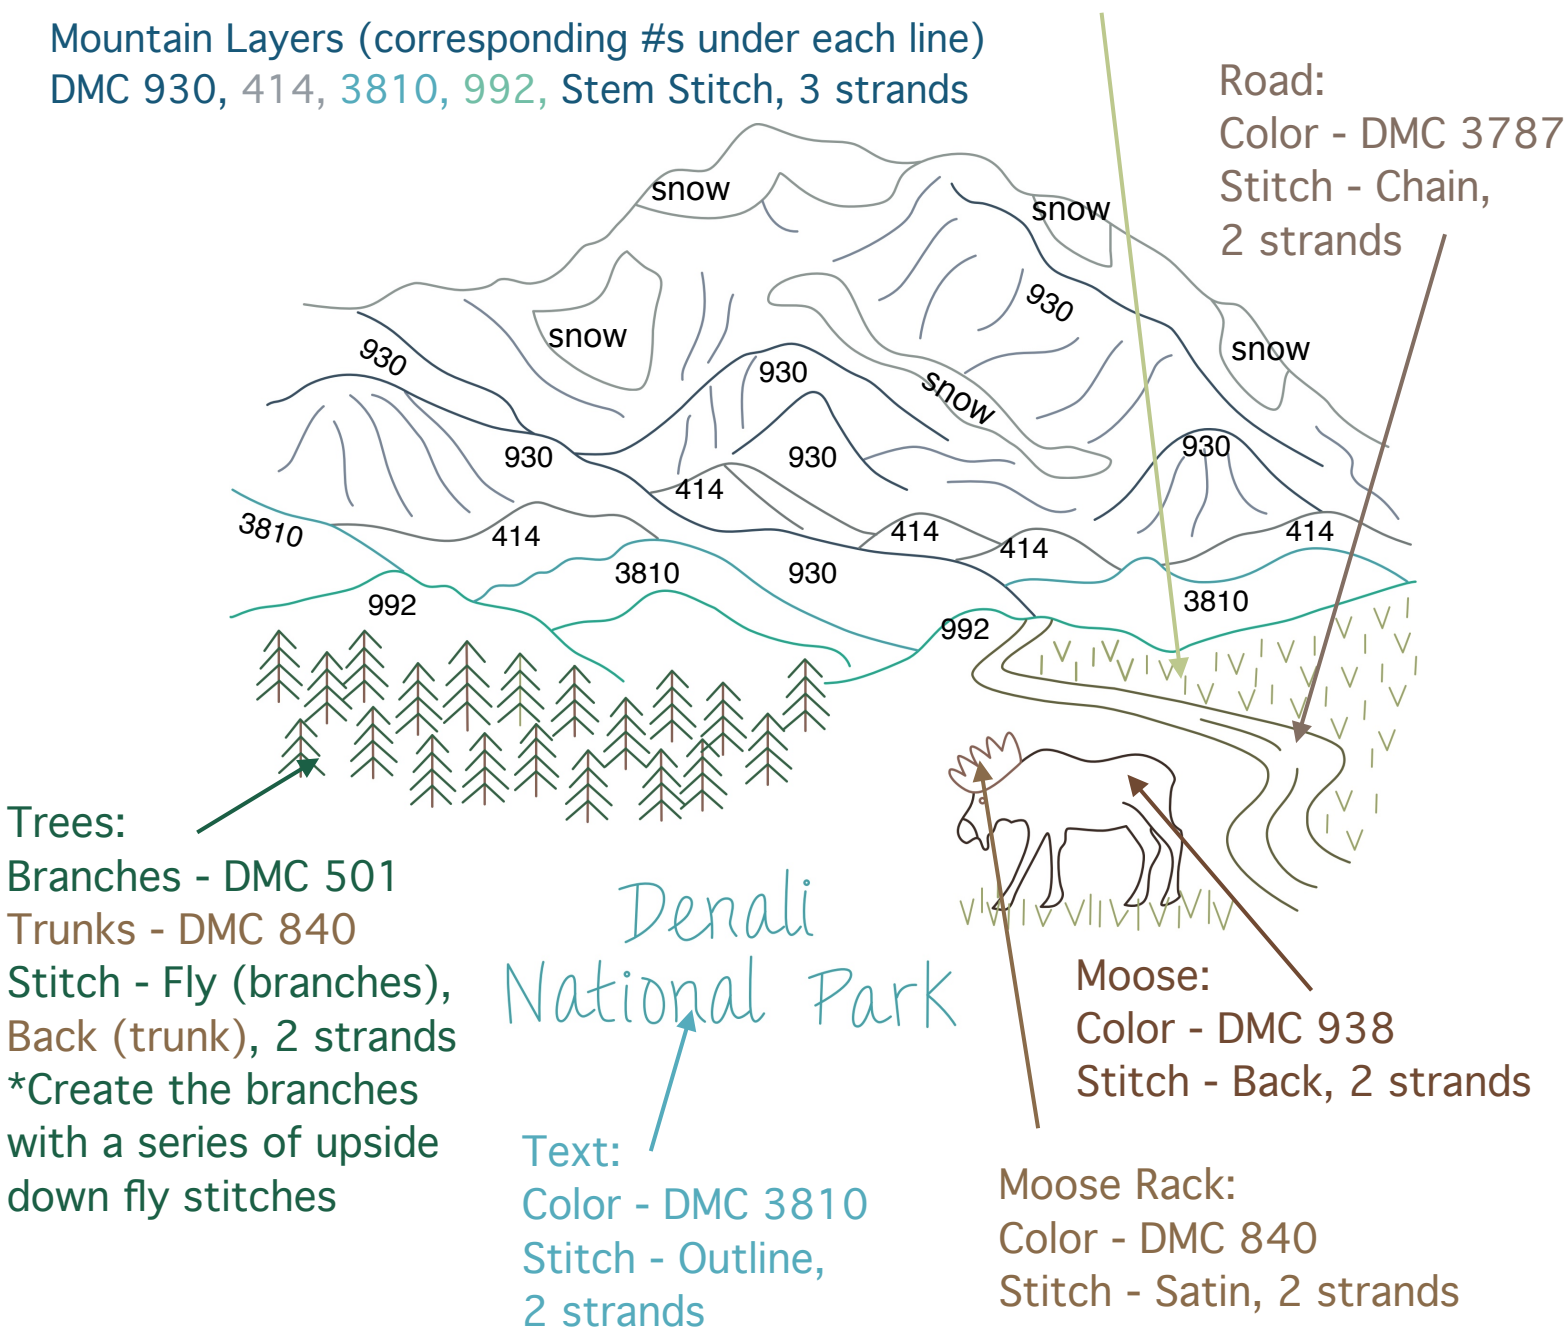 Mountain Layers (corresponding #s under each line)
DMC 930, 414, 3810, 992, Stem Stitch, 3 strands
Road:
Color - DMC 3787
Stitch - Chain,
2 strands
snow
snow
930
snow
snow
930
930
snow
930
930
930
414
3810
414
414
414
414
3810
930
992
3810
992
Trees:
Branches - DMC 501
Trunks - DMC 840
Stitch - Fly (branches),
Back (trunk), 2 strands
*Create the branches
with a series of upside
down fly stitches
Denali
National Park
Text:
Color - DMC 3810
Stitch - Outline,
2 strands
Moose:
Color - DMC 938
Stitch - Back, 2 strands
Moose Rack:
Color - DMC 840
Stitch - Satin, 2 strands